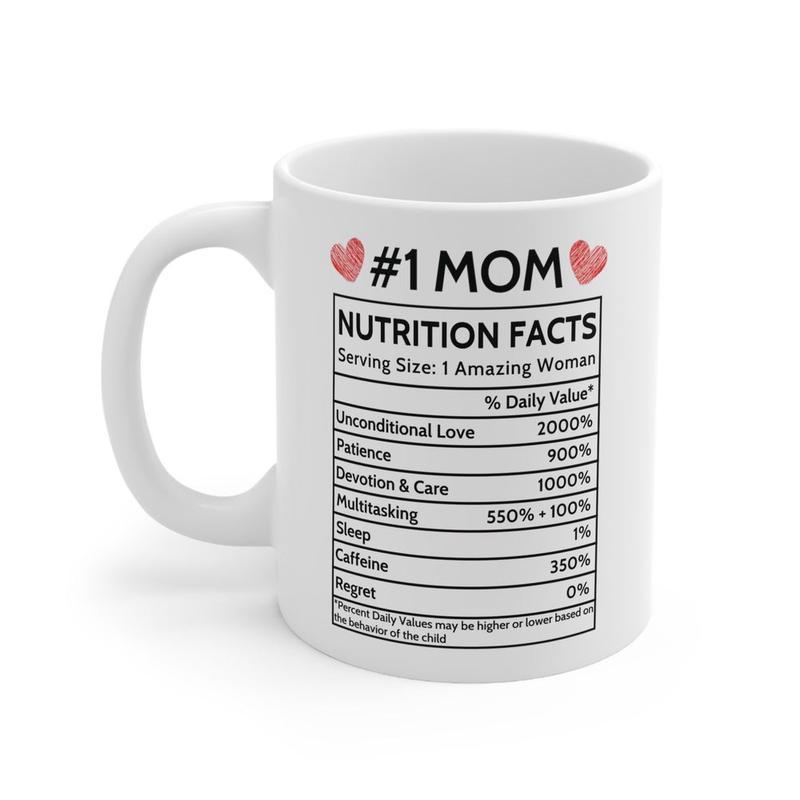 #1 MOM
NUTRITION FACTS
Serving Size: 1 Amazing Woman
% Daily Value*
Unconditional Love 2000%
Patience 900%
Devotion & Care 1000%
Multitasking 550% + 100%
Sleep 1%
Caffeine 350%
Regret 0%
*Percent Daily Values may be higher or lower based on
the behavior of the child